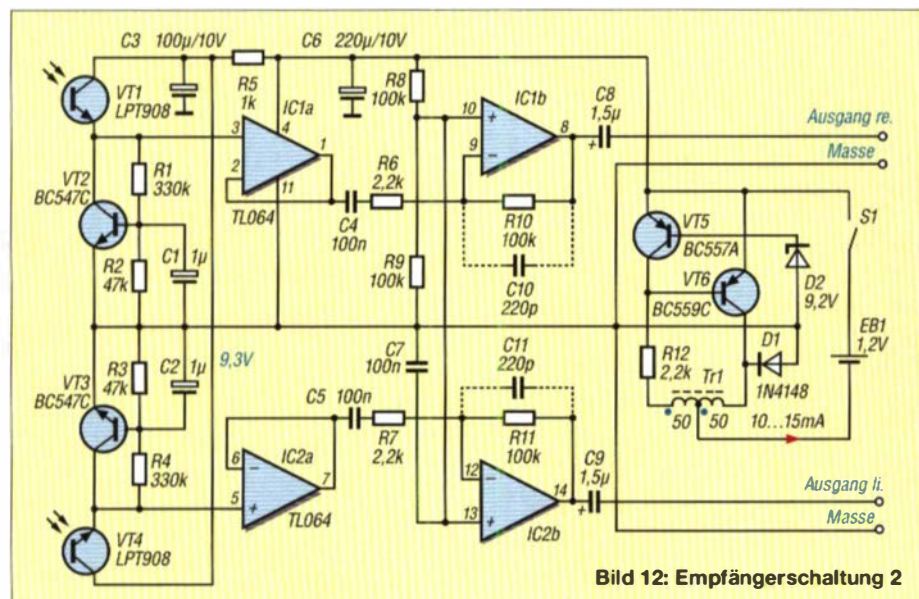 C3 100µ/10V
C6 220µ/10V
VT1
LPT908
R5
1k
IC1a
R8
100k
IC1b
C8
1,5µ
+
Ausgang re.
Masse
3
4
1
2
11
TL064
10
+
9
−
8
R1
330k
VT2
BC547C
C4
100n
R6
2,2k
R10
100k
C10
220p
R2
47k
C1
1µ
R9
100k
VT5
BC557A
VT6
BC559C
S1
D2
9,2V
EB1
1,2V
D1
1N4148
R12
2,2k
Tr1
50
50
10...15mA
R3
47k
C2
1µ
9,3V
VT3
BC547C
C7
100n
C11
220p
C5
100n
R4
330k
IC2a
6
−
7
5
+
TL064
R7
2,2k
R11
100k
12
−
13
+
14
IC2b
C9
1,5µ
+
VT4
LPT908
Ausgang li.
Masse
Bild 12: Empfängerschaltung 2